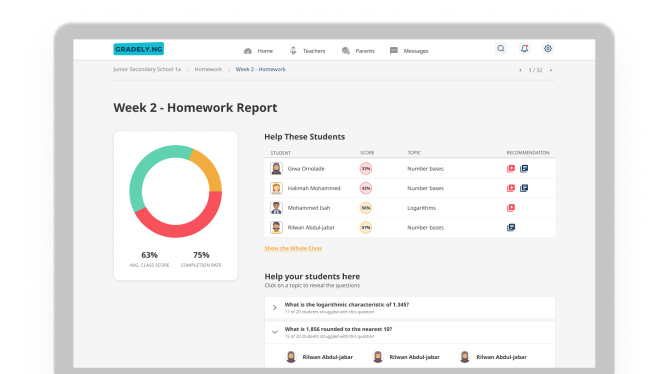 GRADELY.NG
Home Teachers Parents Messages
Junior Secondary School 1a Homework Week 2 - Homework 1 / 32
Week 2 - Homework Report
Help These Students
STUDENT SCORE TOPIC RECOMMENDATION
Giwa Omolade 32% Number bases
Halimah Mohammed 42% Number bases
Mohammed Isah 56% Logarithms
Rilwan Abdul-jabar 57% Number bases
Show the Whole Class
63% 75%
AVG. CLASS SCORE COMPLETION RATE
Help your students here
Click on a topic to reveal the questions
What is the logarithmic characteristic of 1.345?
17 of 20 students struggled with this question
What is 1,856 rounded to the nearest 10?
15 of 20 students struggled with this question
Rilwan Abdul-jabar Rilwan Abdul-jabar Rilwan Abdul-jabar